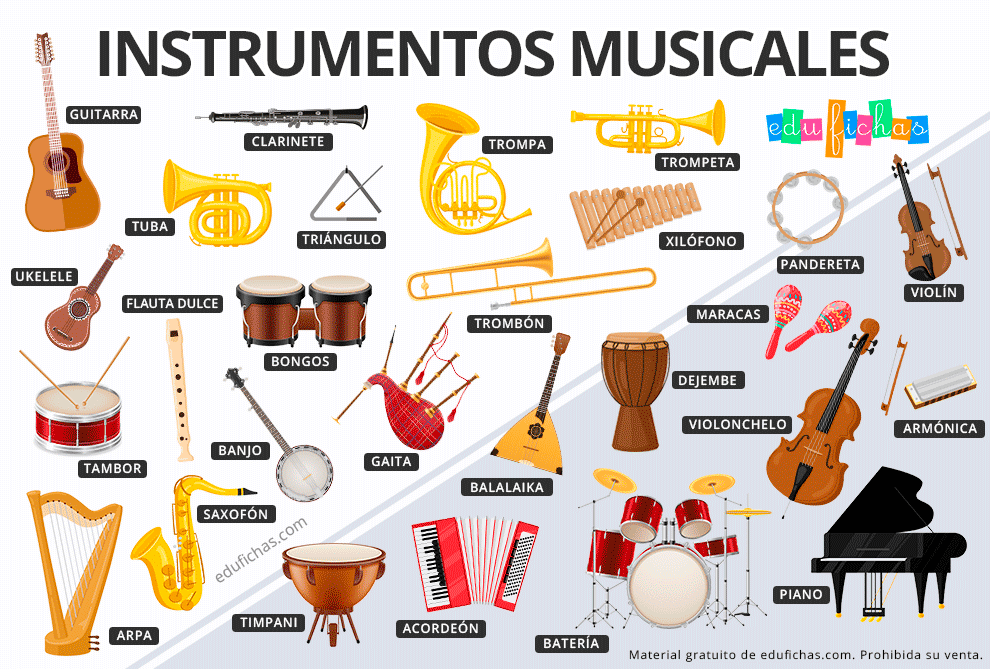 INSTRUMENTOS MUSICALES
GUITARRA
CLARINETE
TROMPA
TROMPETA
edufichas
TUBA
TRIÁNGULO
XILÓFONO
PANDERETA
VIOLÍN
UKELELE
FLAUTA DULCE
BONGOS
TROMBÓN
MARACAS
DEJEMBE
VIOLONCHELO
ARMÓNICA
TAMBOR
BANJO
GAITA
BALALAIKA
SAXOFÓN
edufichas.com
ARPA
TIMPANI
ACORDEÓN
BATERÍA
PIANO
Material gratuito de edufichas.com. Prohibida su venta.